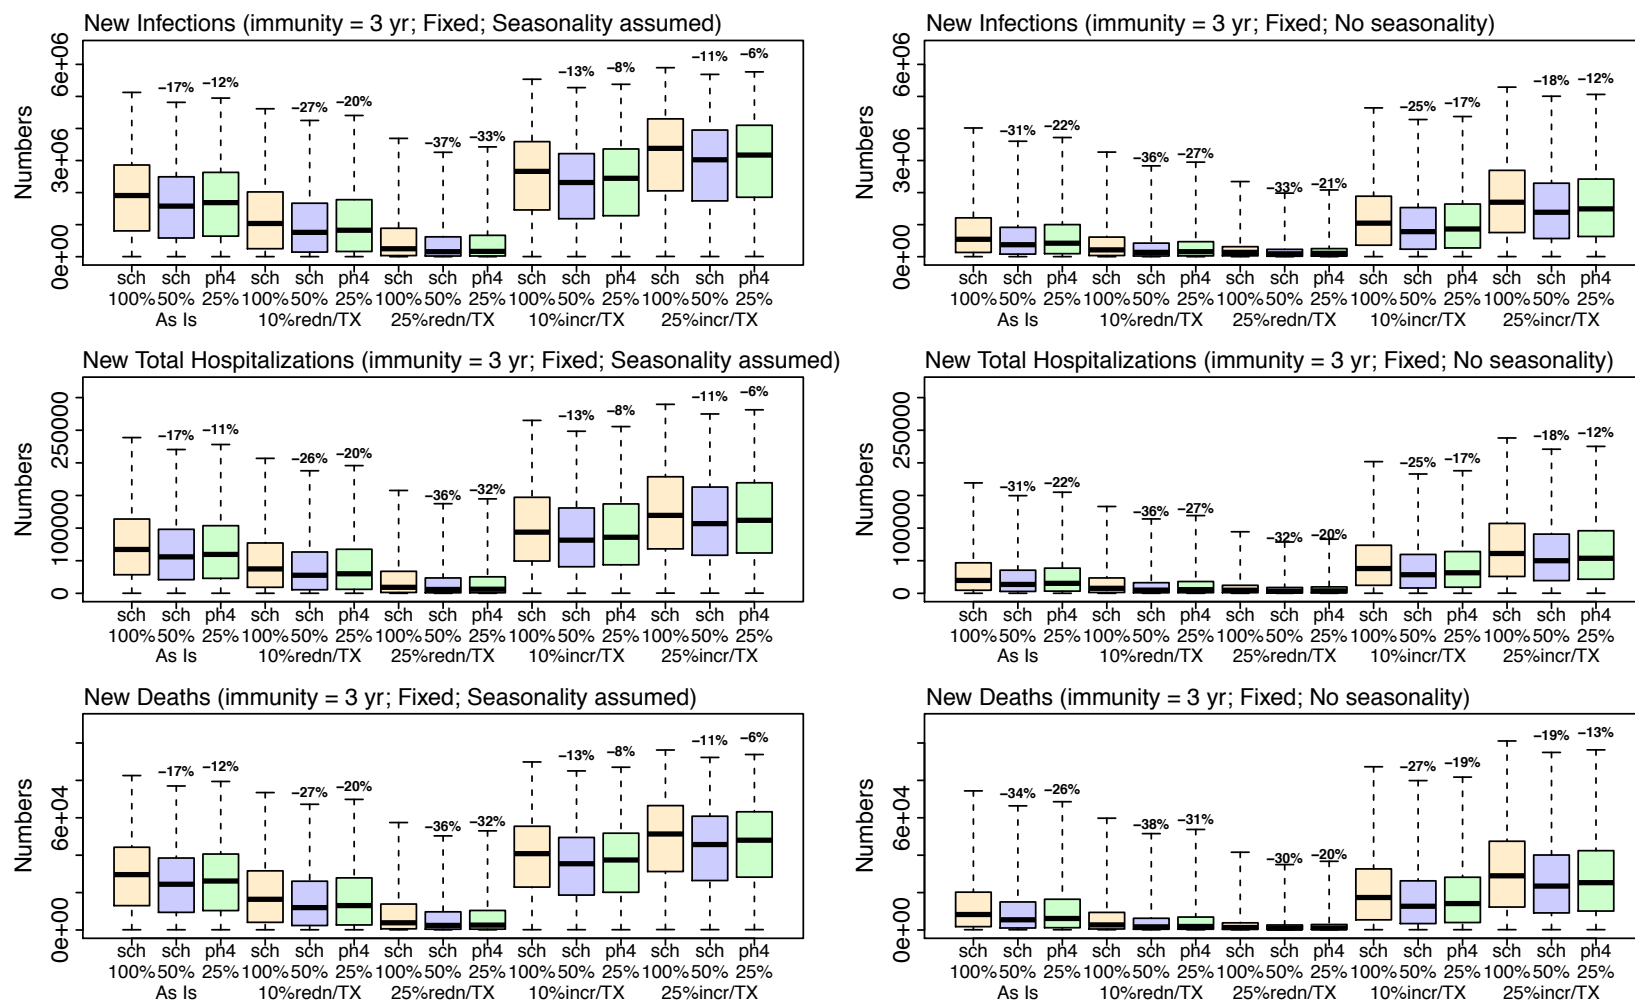 New Infections (immunity = 3 yr; Fixed; Seasonality assumed)
Numbers
0e+00 3e+06 6e+06
−17% −12% −27% −20% −37% −33% −13% −8% −11% −6%
sch sch ph4 sch sch ph4 sch sch ph4 sch sch ph4 sch sch ph4
100% 50% 25% 100% 50% 25% 100% 50% 25% 100% 50% 25% 100% 50% 25%
As Is 10%redn/TX 25%redn/TX 10%incr/TX 25%incr/TX
New Infections (immunity = 3 yr; Fixed; No seasonality)
Numbers
0e+00 3e+06 6e+06
−31% −22% −36% −27% −33% −21% −25% −17% −18% −12%
sch sch ph4 sch sch ph4 sch sch ph4 sch sch ph4 sch sch ph4
100% 50% 25% 100% 50% 25% 100% 50% 25% 100% 50% 25% 100% 50% 25%
As Is 10%redn/TX 25%redn/TX 10%incr/TX 25%incr/TX
New Total Hospitalizations (immunity = 3 yr; Fixed; Seasonality assumed)
Numbers
0 100000 250000
−17% −11% −26% −20% −36% −32% −13% −8% −11% −6%
sch sch ph4 sch sch ph4 sch sch ph4 sch sch ph4 sch sch ph4
100% 50% 25% 100% 50% 25% 100% 50% 25% 100% 50% 25% 100% 50% 25%
As Is 10%redn/TX 25%redn/TX 10%incr/TX 25%incr/TX
New Total Hospitalizations (immunity = 3 yr; Fixed; No seasonality)
Numbers
0 100000 250000
−31% −22% −36% −27% −32% −20% −25% −17% −18% −12%
sch sch ph4 sch sch ph4 sch sch ph4 sch sch ph4 sch sch ph4
100% 50% 25% 100% 50% 25% 100% 50% 25% 100% 50% 25% 100% 50% 25%
As Is 10%redn/TX 25%redn/TX 10%incr/TX 25%incr/TX
New Deaths (immunity = 3 yr; Fixed; Seasonality assumed)
Numbers
0e+00 6e+04
−17% −12% −27% −20% −36% −32% −13% −8% −11% −6%
sch sch ph4 sch sch ph4 sch sch ph4 sch sch ph4 sch sch ph4
100% 50% 25% 100% 50% 25% 100% 50% 25% 100% 50% 25% 100% 50% 25%
As Is 10%redn/TX 25%redn/TX 10%incr/TX 25%incr/TX
New Deaths (immunity = 3 yr; Fixed; No seasonality)
Numbers
0e+00 6e+04
−34% −26% −38% −31% −30% −20% −27% −19% −19% −13%
sch sch ph4 sch sch ph4 sch sch ph4 sch sch ph4 sch sch ph4
100% 50% 25% 100% 50% 25% 100% 50% 25% 100% 50% 25% 100% 50% 25%
As Is 10%redn/TX 25%redn/TX 10%incr/TX 25%incr/TX